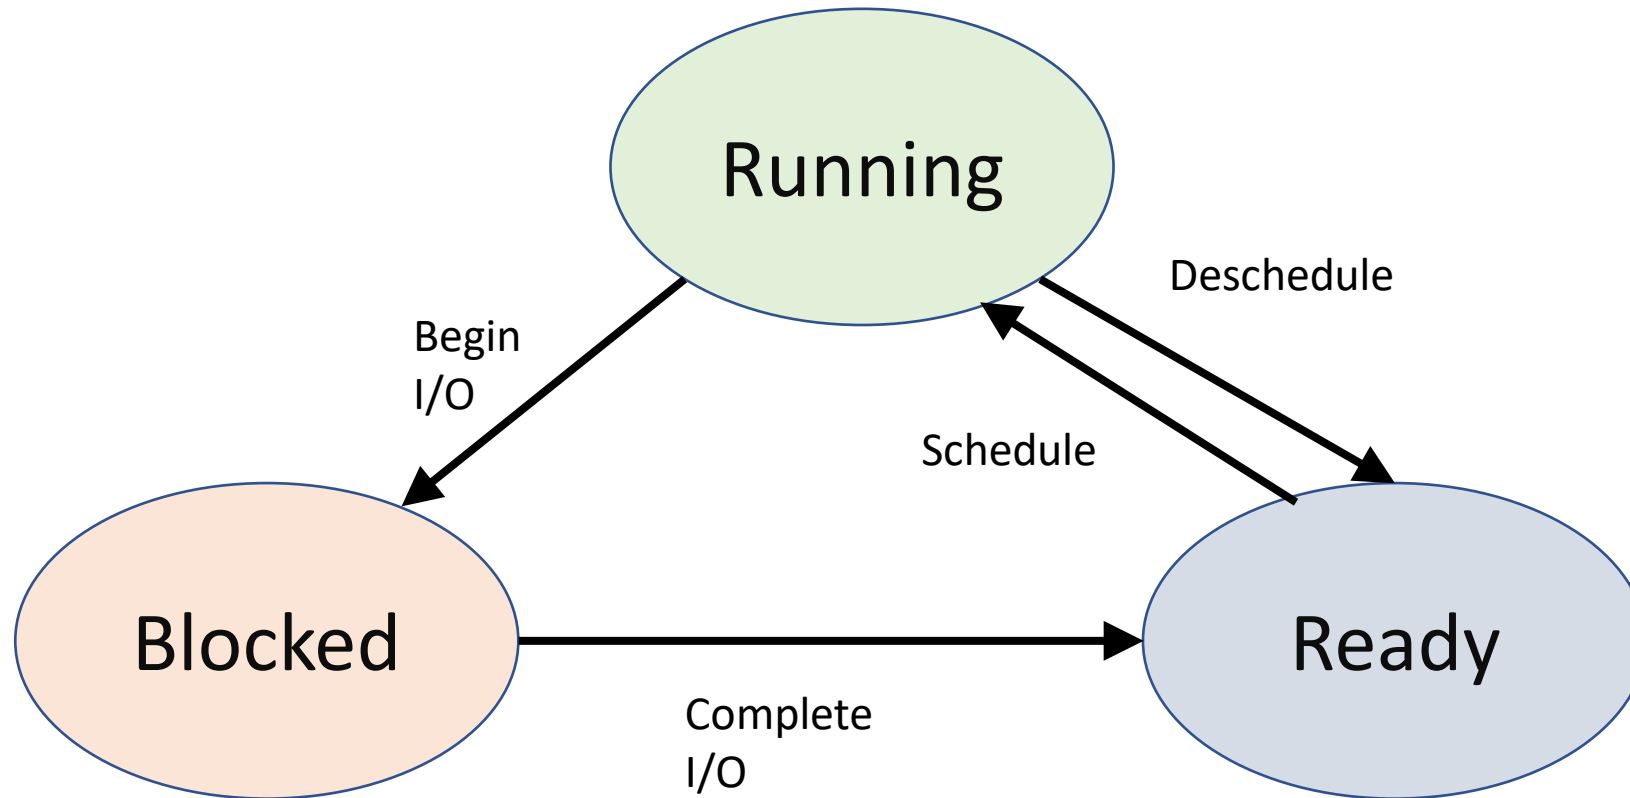 Running
Deschedule
Begin
I/O
Schedule
Blocked
Ready
Complete
I/O